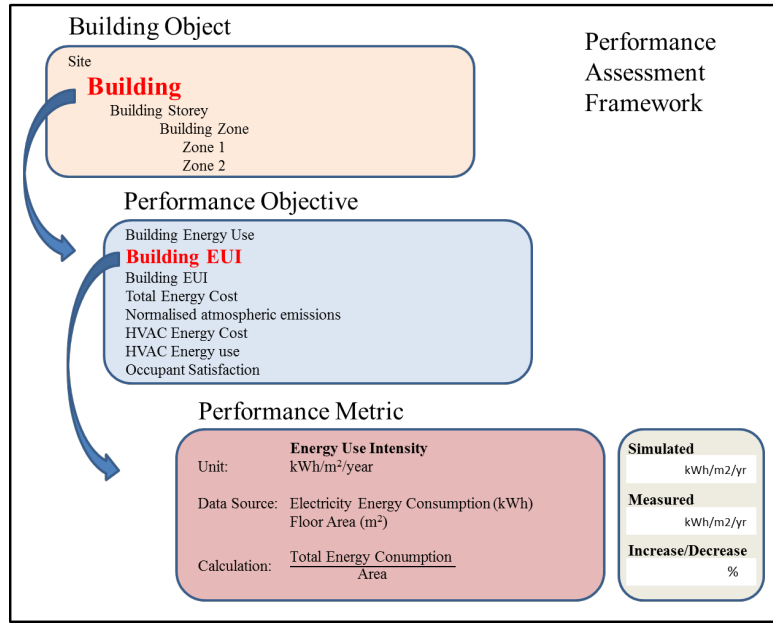 Building Object
Performance
Assessment
Framework
Site
Building
Building Storey
Building Zone
Zone 1
Zone 2
Performance Objective
Building Energy Use
Building EUI
Building EUI
Total Energy Cost
Normalised atmospheric emissions
HVAC Energy Cost
HVAC Energy use
Occupant Satisfaction
Performance Metric
Energy Use Intensity
Unit: kWh/m²/year
Data Source: Electricity Energy Consumption (kWh)
Floor Area (m²)
Calculation: Total Energy Conumption
Area
Simulated
kWh/m2/yr
Measured
kWh/m2/yr
Increase/Decrease
%